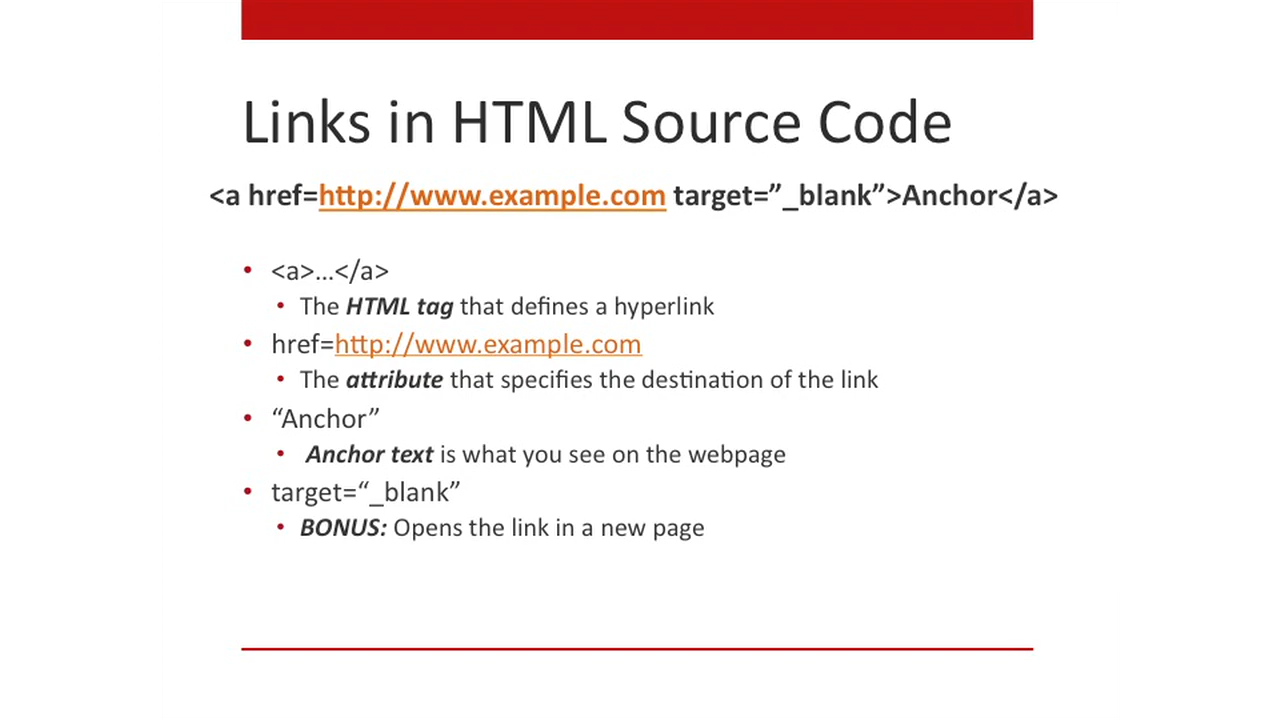 Links in HTML Source Code
<a href=http://www.example.com target=”_blank”>Anchor</a>
• <a>…</a>
• The HTML tag that defines a hyperlink
• href=http://www.example.com
• The attribute that specifies the destination of the link
• “Anchor”
• Anchor text is what you see on the webpage
• target=“_blank”
• BONUS: Opens the link in a new page